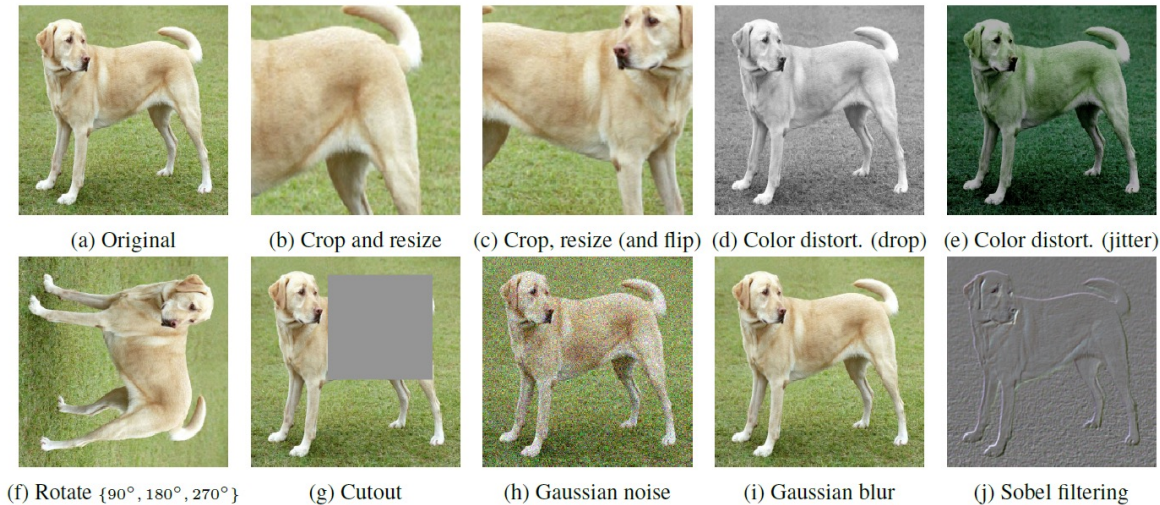 (a) Original
(b) Crop and resize
(c) Crop, resize (and flip)
(d) Color distort. (drop)
(e) Color distort. (jitter)
(f) Rotate {90°, 180°, 270°}
(g) Cutout
(h) Gaussian noise
(i) Gaussian blur
(j) Sobel filtering